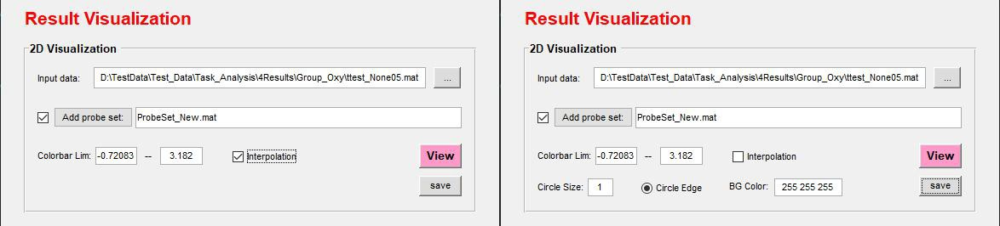 Result Visualization
2D Visualization
Input data: D:\TestData\Test_Data\Task_Analysis\4Results\Group_Oxy\ttest_None05.mat ...
Add probe set: ProbeSet_New.mat
Colorbar Lim: -0.72083 -- 3.182 Interpolation View
save
Result Visualization
2D Visualization
Input data: D:\TestData\Test_Data\Task_Analysis\4Results\Group_Oxy\ttest_None05.mat ...
Add probe set: ProbeSet_New.mat
Colorbar Lim: -0.72083 -- 3.182 Interpolation View
Circle Size: 1 Circle Edge BG Color: 255 255 255 save